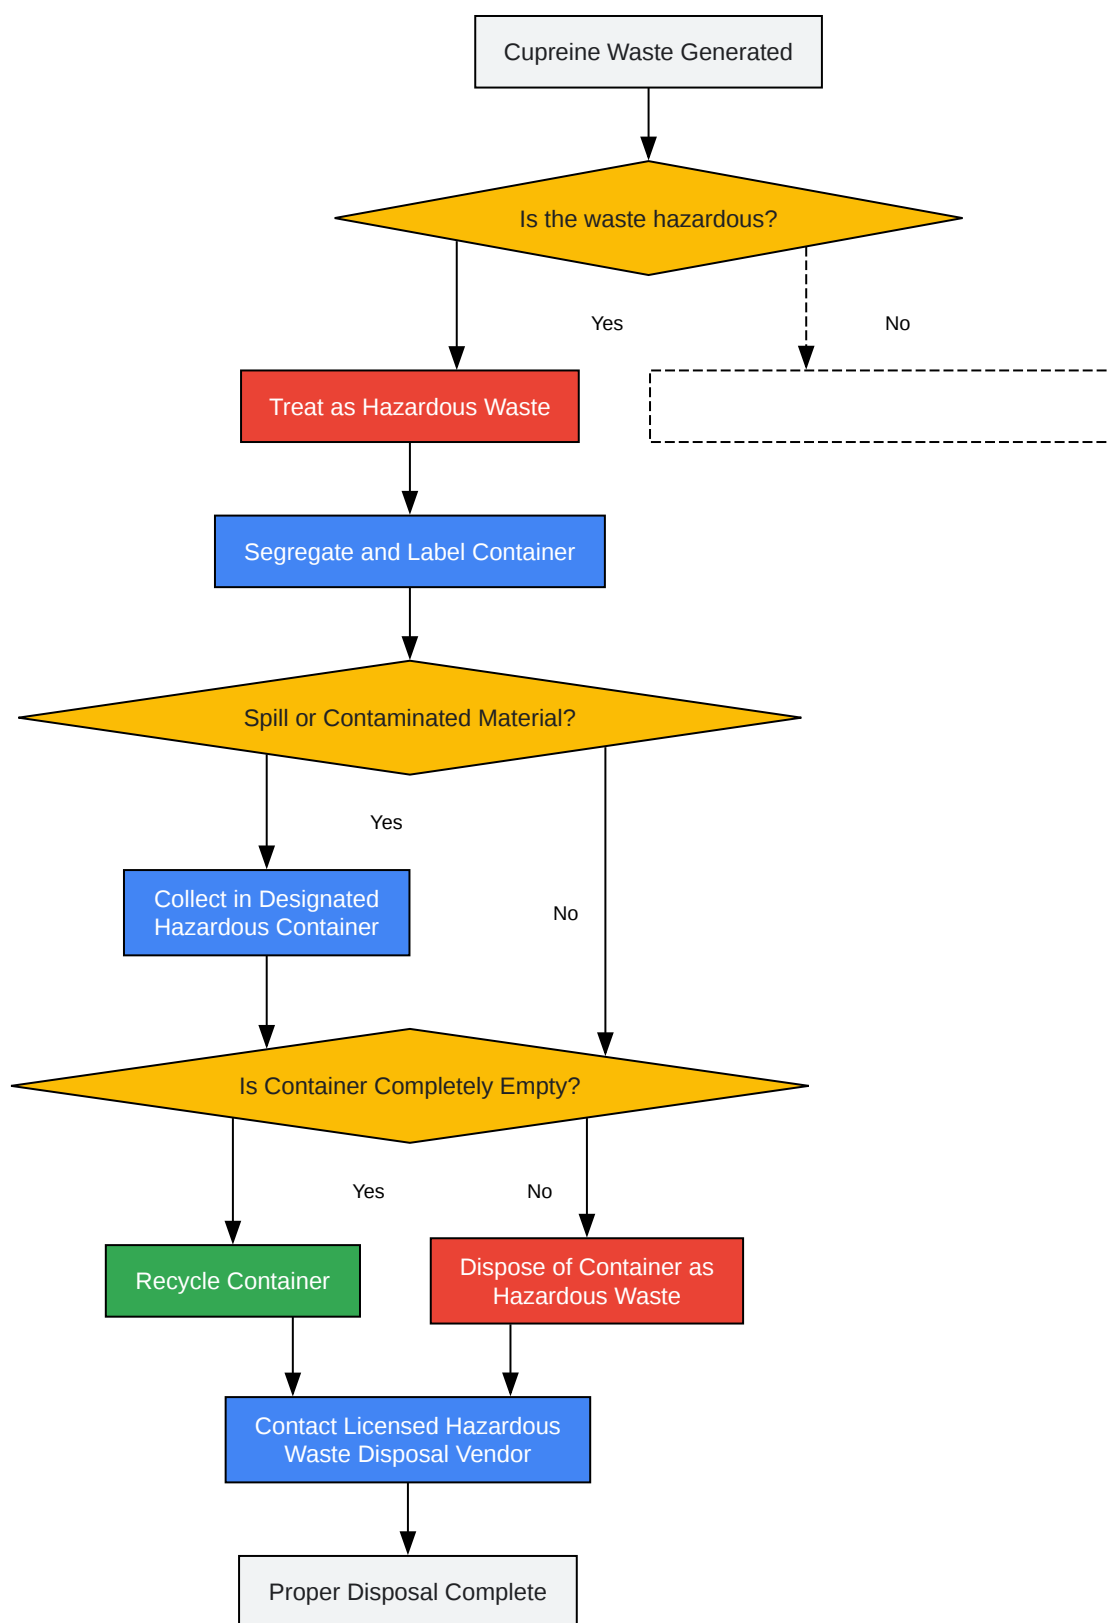 Cupreine Waste Generated
Is the waste hazardous?
Yes
No
Treat as Hazardous Waste
Segregate and Label Container
Spill or Contaminated Material?
Yes
Collect in Designated
Hazardous Container
No
Is Container Completely Empty?
Yes
No
Recycle Container
Dispose of Container as
Hazardous Waste
Contact Licensed Hazardous
Waste Disposal Vendor
Proper Disposal Complete